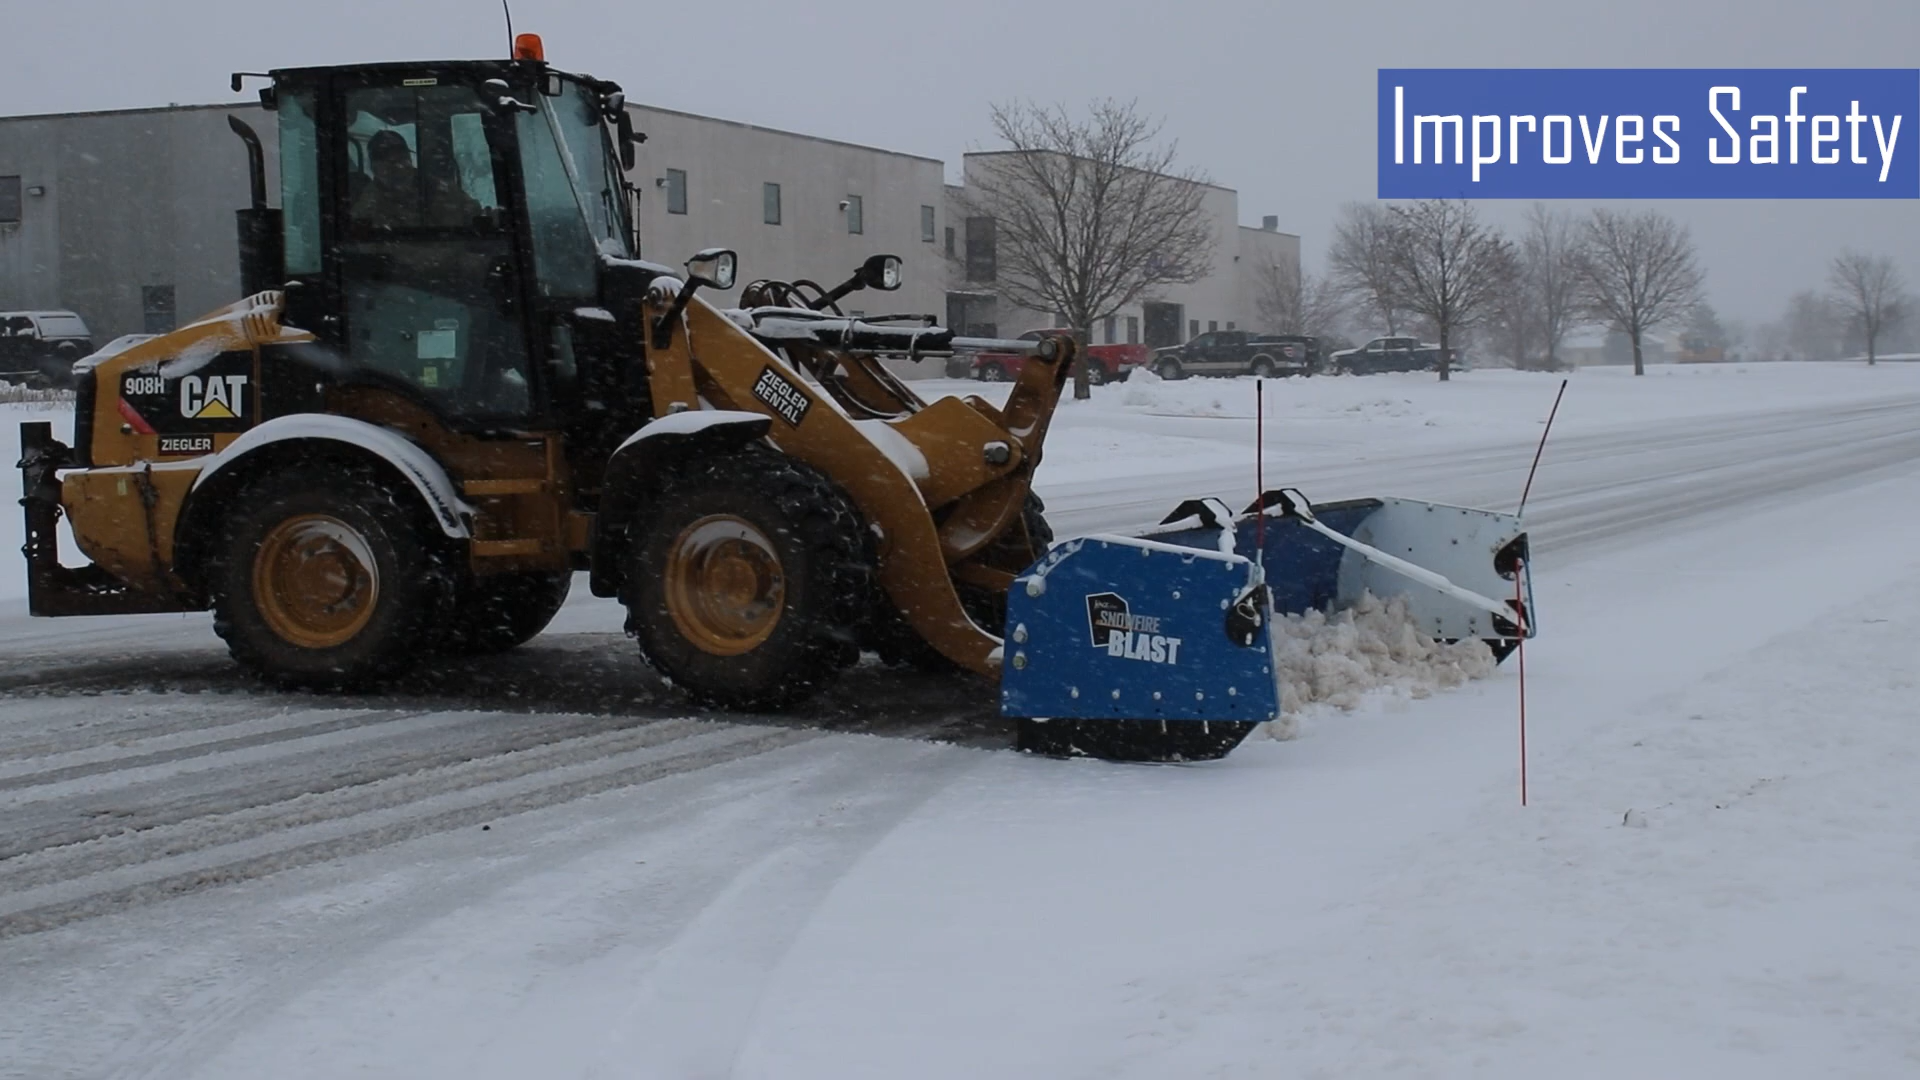 Improves Safety
908H
CAT
ZIEGLER
ZIEGLER
RENTAL
SNOWFIRE
BLAST